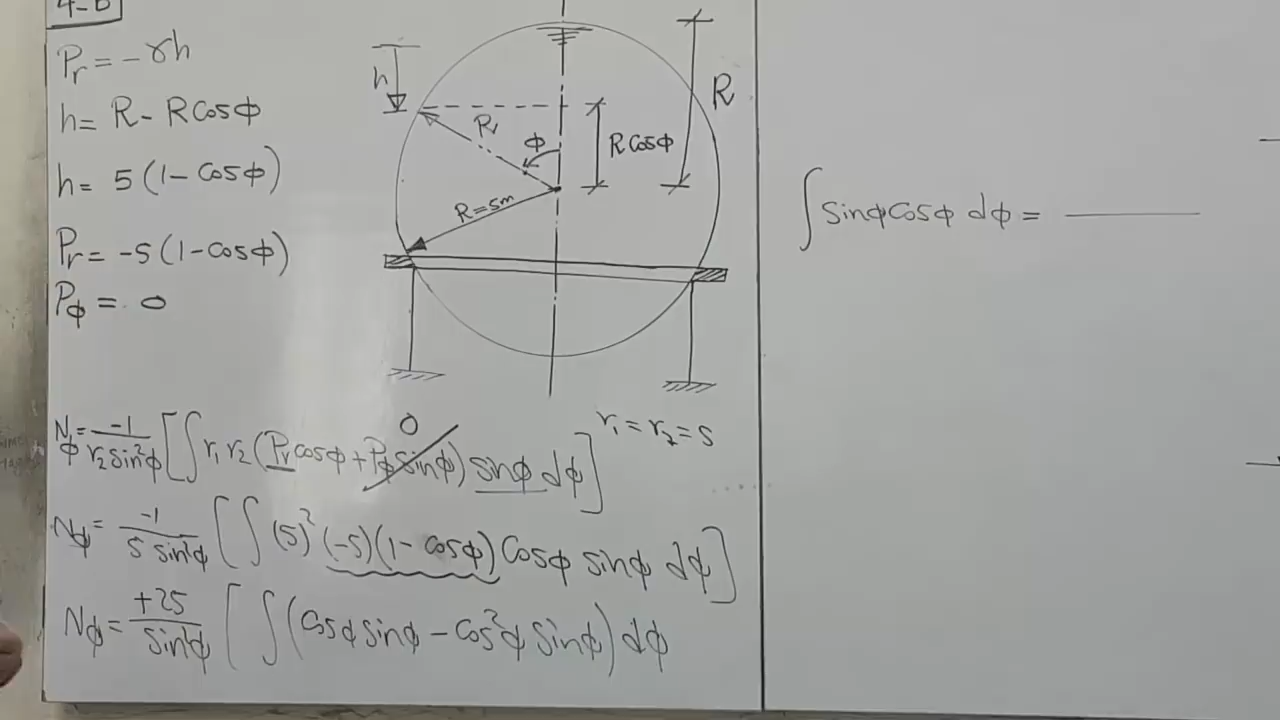 4-b
Pr = -γh
h = R - R Cosϕ
h = 5 (1 - Cosϕ)
Pr = -5 (1 - Cosϕ)
Pϕ = 0
h
R
ϕ
R Cosϕ
R
R=5m
∫ Sinϕ Cosϕ dϕ = ______
Nϕ = -1 / r₂ Sin²ϕ [ ∫ r₁ r₂ (Pr Cosϕ + Pϕ Sinϕ) Sinϕ dϕ ]
0
r₁ = r₂ = 5
Nϕ = -1 / 5 Sin²ϕ [ ∫ (5)² (-5)(1 - Cosϕ) Cosϕ Sinϕ dϕ ]
Nϕ = +25 / Sin²ϕ [ ∫ (Cosϕ Sinϕ - Cos²ϕ Sinϕ) dϕ